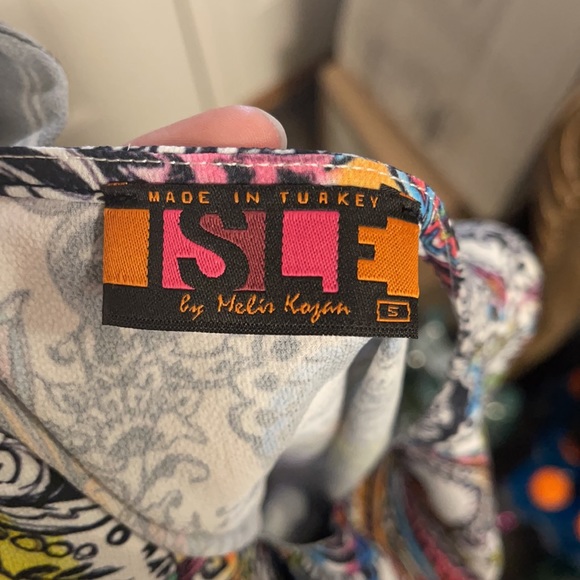 MADE IN TURKEY
ISLE
by Melis Kozan
S